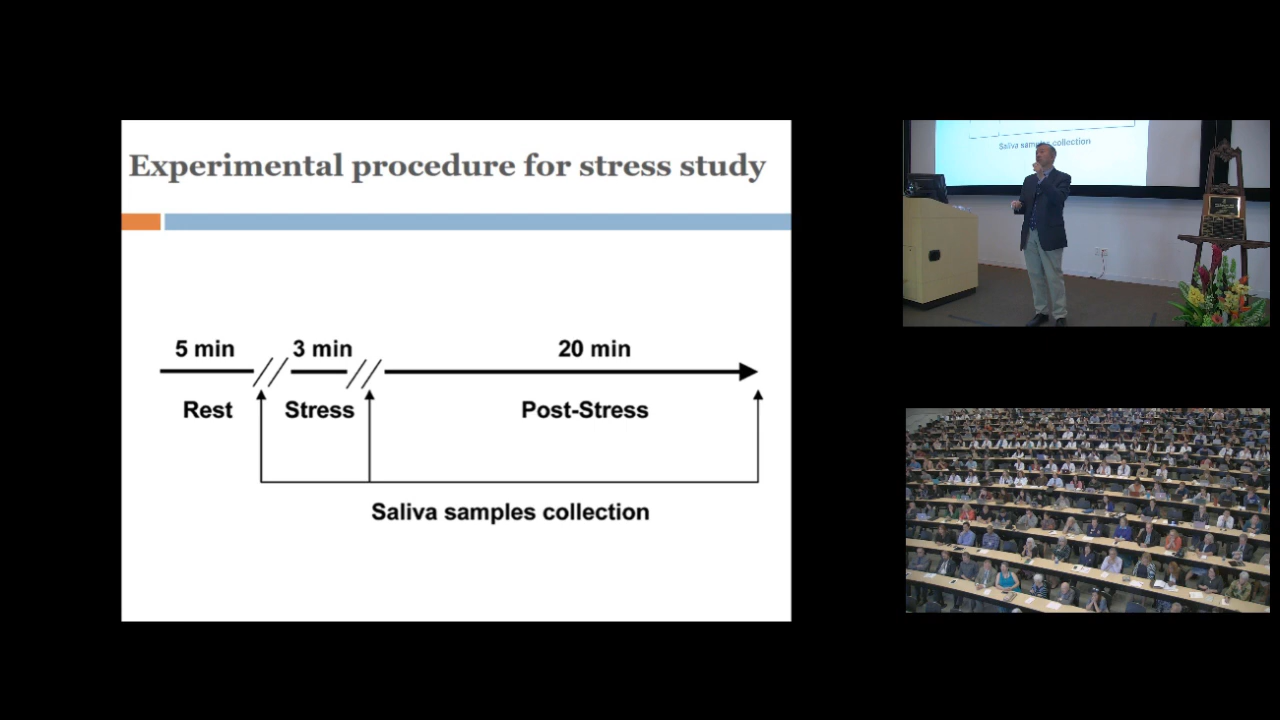 Experimental procedure for stress study
5 min
3 min
20 min
Rest
Stress
Post-Stress
Saliva samples collection
Saliva samples collection